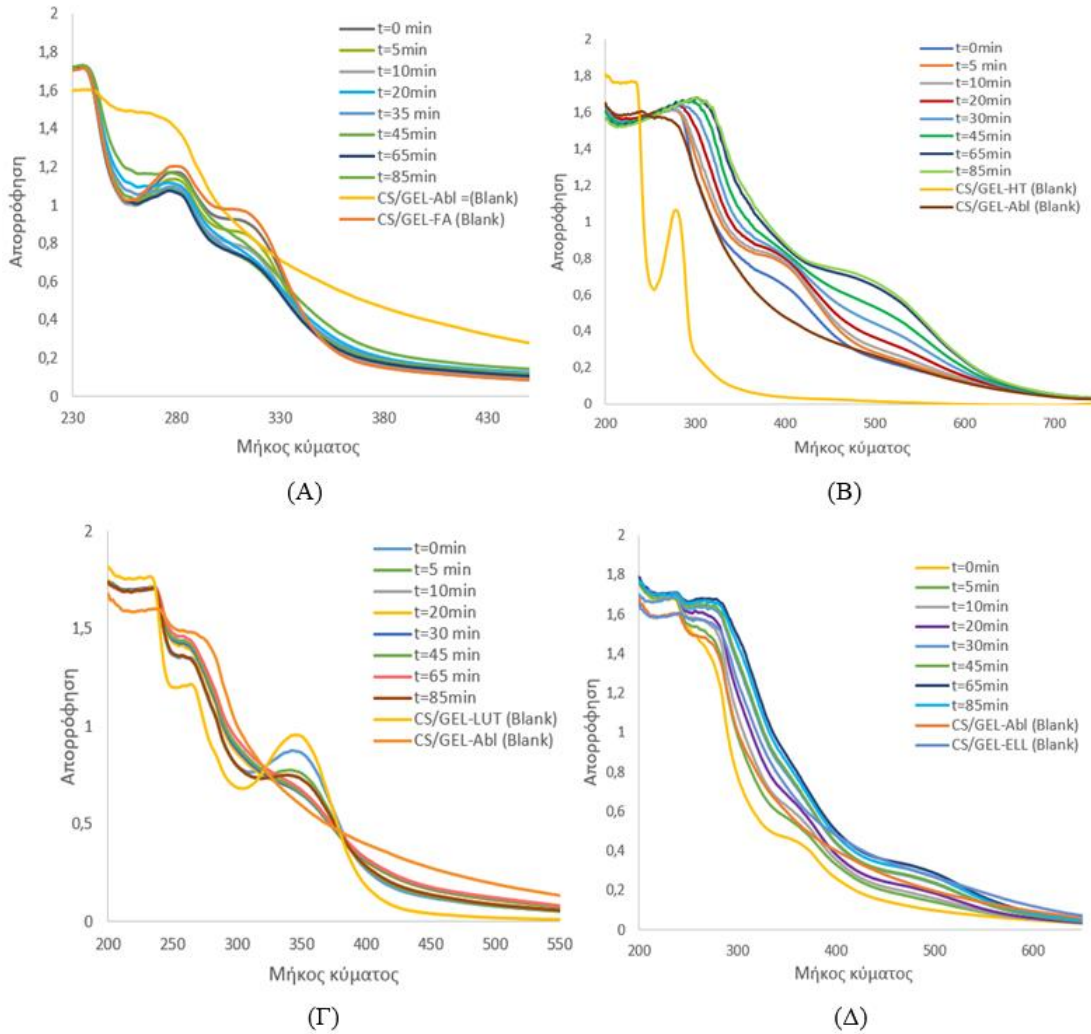 2
1,8
1,6
1,4
1,2
1
0,8
0,6
0,4
0,2
0
Απορρόφηση
230 280 330 380 430
Μήκος κύματος
t=0 min
t=5min
t=10min
t=20min
t=35 min
t=45min
t=65min
t=85min
CS/GEL-Abl =(Blank)
CS/GEL-FA (Blank)
(Α)
2
1,8
1,6
1,4
1,2
1
0,8
0,6
0,4
0,2
0
Απορρόφηση
200 300 400 500 600 700
Μήκος κύματος
t=0min
t=5 min
t=10min
t=20min
t=30min
t=45min
t=65min
t=85min
CS/GEL-HT (Blank)
CS/GEL-Abl (Blank)
(Β)
2
1,5
1
0,5
0
Απορρόφηση
200 250 300 350 400 450 500 550
Μήκος κύματος
t=0min
t=5 min
t=10min
t=20min
t=30 min
t=45 min
t=65 min
t=85min
CS/GEL-LUT (Blank)
CS/GEL-Abl (Blank)
(Γ)
2
1,8
1,6
1,4
1,2
1
0,8
0,6
0,4
0,2
0
Απορρόφηση
200 300 400 500 600
Μήκος κύματος
t=0min
t=5min
t=10min
t=20min
t=30min
t=45min
t=65min
t=85min
CS/GEL-Abl (Blank)
CS/GEL-ELL (Blank)
(Δ)